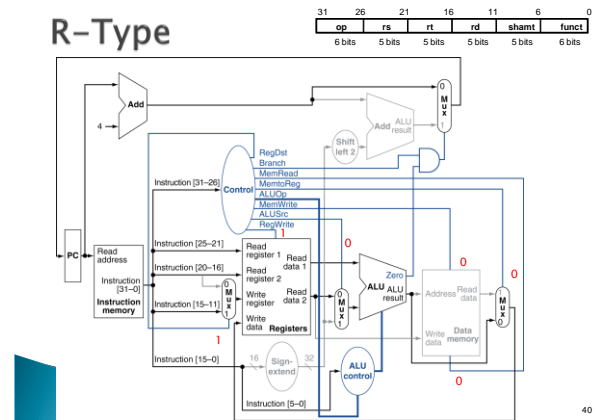 R-Type
31 26 21 16 11 6 0
op rs rt rd shamt funct
6 bits 5 bits 5 bits 5 bits 5 bits 6 bits
Add
4
0
M
u
x
1
Add ALU
result
Shift
left 2
RegDst
Branch
MemRead
MemtoReg
ALUOp
MemWrite
ALUSrc
RegWrite
Control
Instruction [31–26]
1
0
PC
Read
address
Instruction
[31–0]
Instruction
memory
Instruction [25–21]
Instruction [20–16]
Instruction [15–11]
0
M
u
x
1
1
Read
register 1
Read
register 2
Write
register
Write
data
Read
data 1
Read
data 2
Registers
0
M
u
x
1
Zero
ALU ALU
result
0
Address Read
data
Write
data
Data
memory
0
0
1
M
u
x
0
Instruction [15–0]
16
Sign-
extend
32
ALU
control
Instruction [5–0]
40